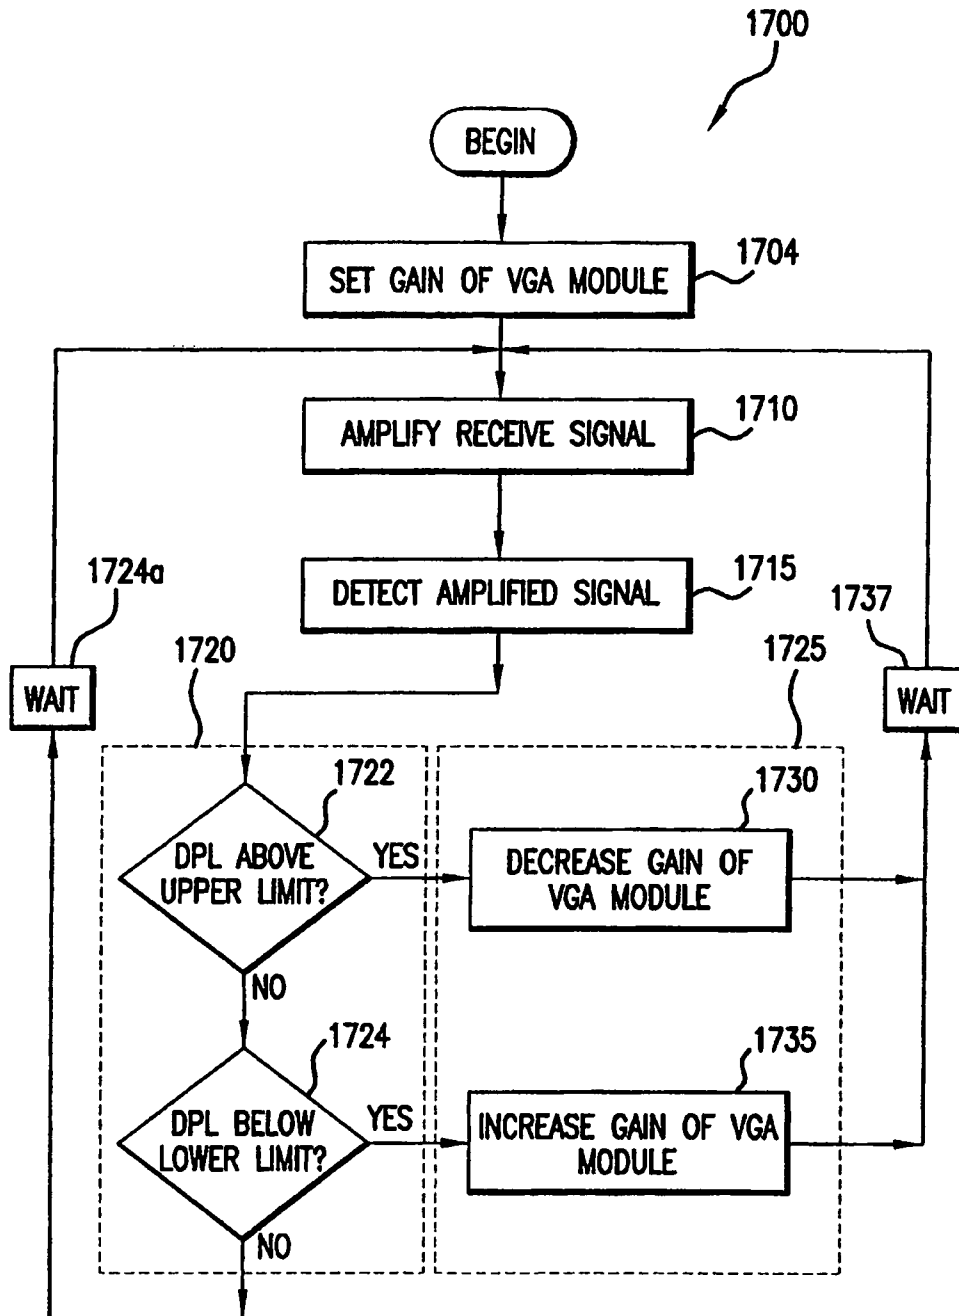 1700
BEGIN
SET GAIN OF VGA MODULE
1704
AMPLIFY RECEIVE SIGNAL
1710
DETECT AMPLIFIED SIGNAL
1715
1724a
WAIT
1720
1725
1737
WAIT
1722
DPL ABOVE
UPPER LIMIT?
YES
1730
DECREASE GAIN OF
VGA MODULE
NO
1724
DPL BELOW
LOWER LIMIT?
YES
1735
INCREASE GAIN OF VGA
MODULE
NO